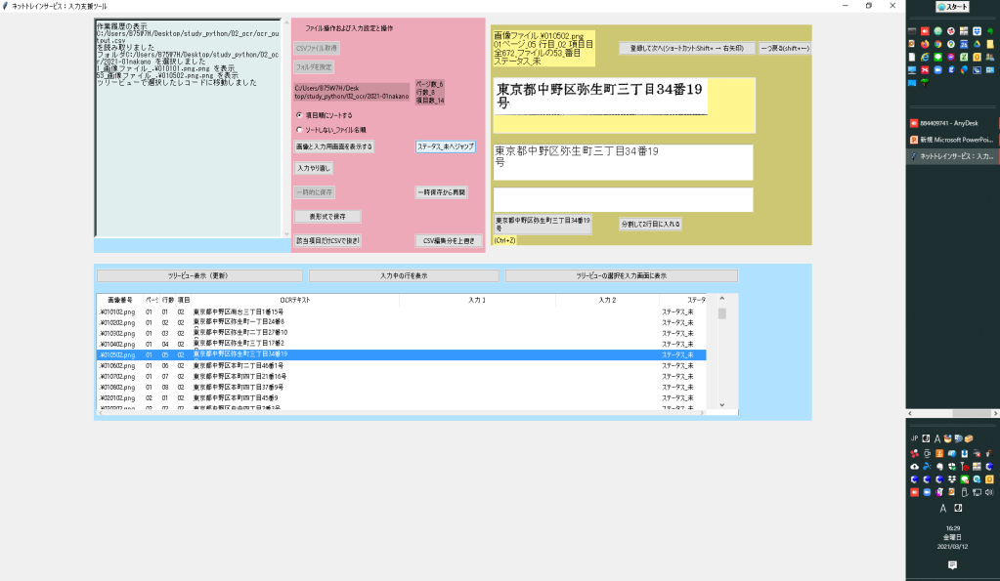 ネットトレインサービス：入力支援ツール
作業履歴の表示
C:/Users/B75W7H/Desktop/study_python/02_ocr/ocr_ou
tput.csv
を読み取りました
フォルダC:/Users/B75W7H/Desktop/study_python/02_oc
r/2021-01nakano を選択しました
1_画像ファイル_.¥010101.png.png を表示
53_画像ファイル_.¥010502.png.png を表示
ツリービューで選択したレコードに移動しました
ファイル操作および入力設定と操作
CSVファイル取得
フォルダを指定
C:/Users/B75W7H/Desk
top/study_python/02_ocr/2021-01nakano
ページ数_6
行数_8
項目数_14
項目順にソートする
ソートしない_ファイル名順
画像と入力用画面を表示する
ステータス_未へジャンプ
入力やり直し
一時的に保存
一時保存から再開
表形式で保存
該当項目だけCSVで抜き!
CSV編集分を上書き
画像ファイル_¥010502.png
01ページ_05 行目_02 項目目
全672_ファイルの53_番目
ステータス_未
登録して次へ(ショートカット:Shift+ → 右矢印)
一つ戻る(shift+←)
東京都中野区弥生町三丁目34番19
号
東京都中野区弥生町三丁目34番19
号
東京都中野区弥生町三丁目34番19
号
分割して2行目に入れる
(Ctrl+Z)
ツリービュー表示（更新）
入力中の行を表示
ツリービューの選択を入力画面に表示
画像番号 ページ 行数 項目 OCRテキスト 入力1 入力2 ステータ
.¥010102.png 01 01 02 東京都中野区南台三丁目1番15号 ステータス_未
.¥010202.png 01 02 02 東京都中野区弥生町一丁目24番8 ステータス_未
.¥010302.png 01 03 02 東京都中野区弥生町二丁目27番10 ステータス_未
.¥010402.png 01 04 02 東京都中野区弥生町三丁目17番2 ステータス_未
.¥010502.png 01 05 02 東京都中野区弥生町三丁目34番19 ステータス_未
.¥010602.png 01 06 02 東京都中野区本町二丁目46番1号 ステータス_未
.¥010702.png 01 07 02 東京都中野区本町四丁目21番16号 ステータス_未
.¥010802.png 01 08 02 東京都中野区本町四丁目37番9号 ステータス_未
.¥020102.png 02 01 02 東京都中野区本町四丁目45番9 ステータス_未
スタート
884409741 - AnyDesk
新規 Microsoft PowerPoi...
ネットトレインサービス：入力...
JP
A
A
16:29
金曜日
2021/03/12